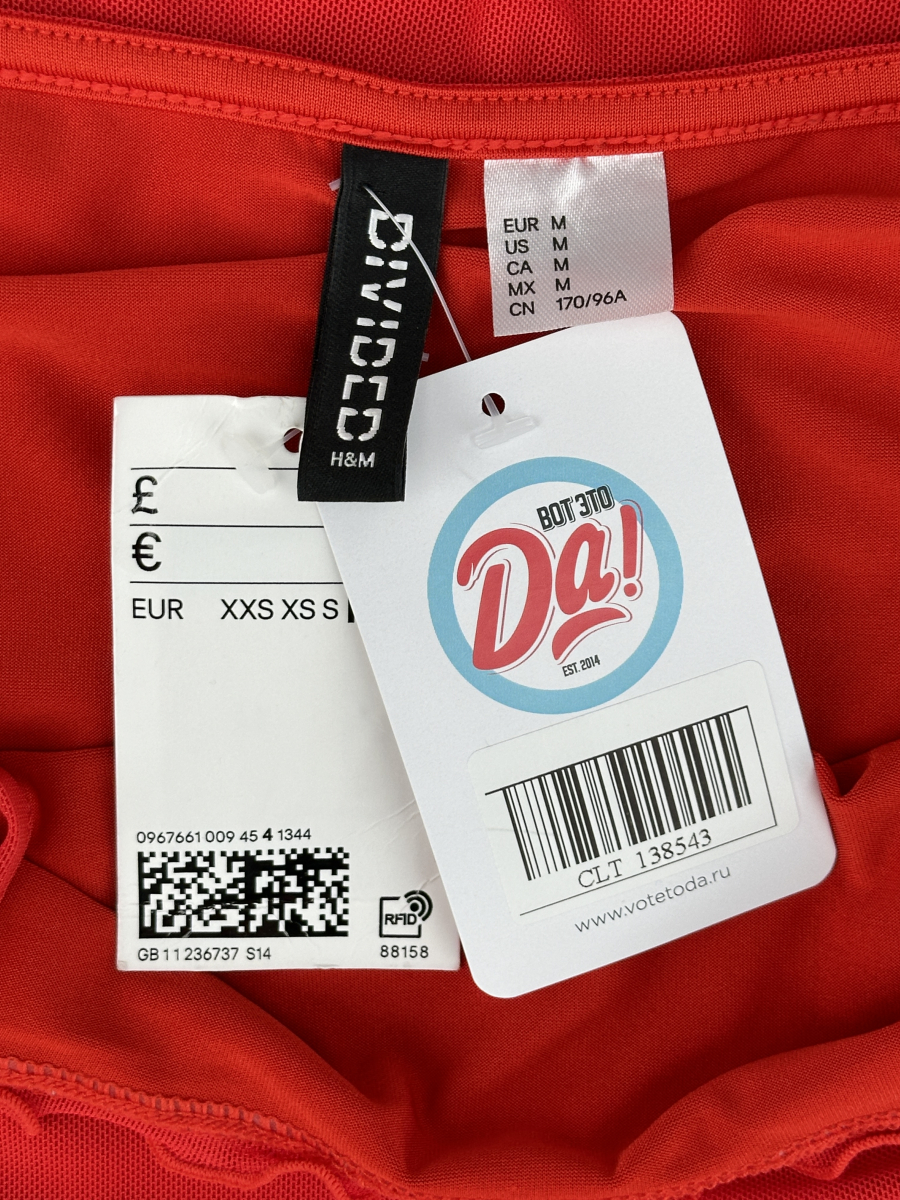 DIVIDED
H&M
EUR M
US M
CA M
MX M
CN 170/96A
£
€
EUR XXS XS S
0967661 009 45 4 1344
GB 11 236737 S14
RFID
88158
ВОТ ЭТО
Да!
EST. 2014
CLT 138543
www.votetoda.ru